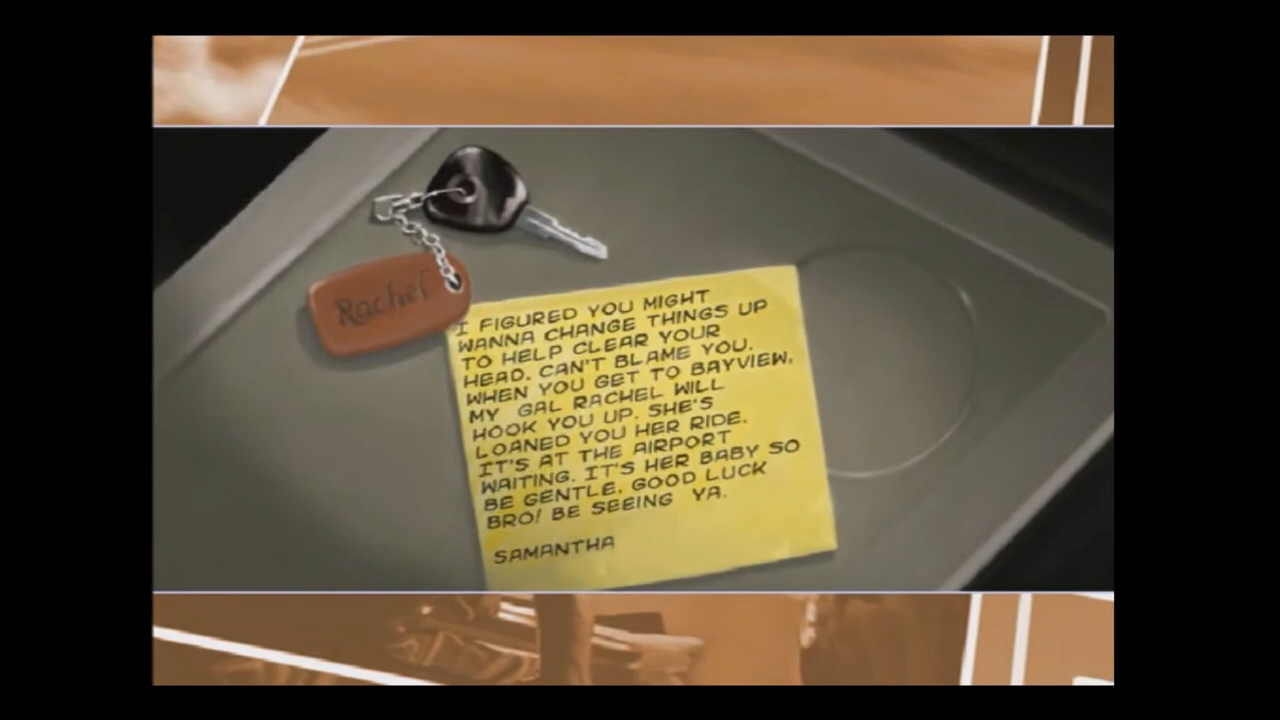 Rachel
I FIGURED YOU MIGHT
WANNA CHANGE THINGS UP
TO HELP CLEAR YOUR
HEAD. CAN'T BLAME YOU.
WHEN YOU GET TO BAYVIEW,
MY GAL RACHEL WILL
HOOK YOU UP. SHE'S
LOANED YOU HER RIDE.
IT'S AT THE AIRPORT
WAITING. IT'S HER BABY SO
BE GENTLE. GOOD LUCK
BRO! BE SEEING YA.
SAMANTHA